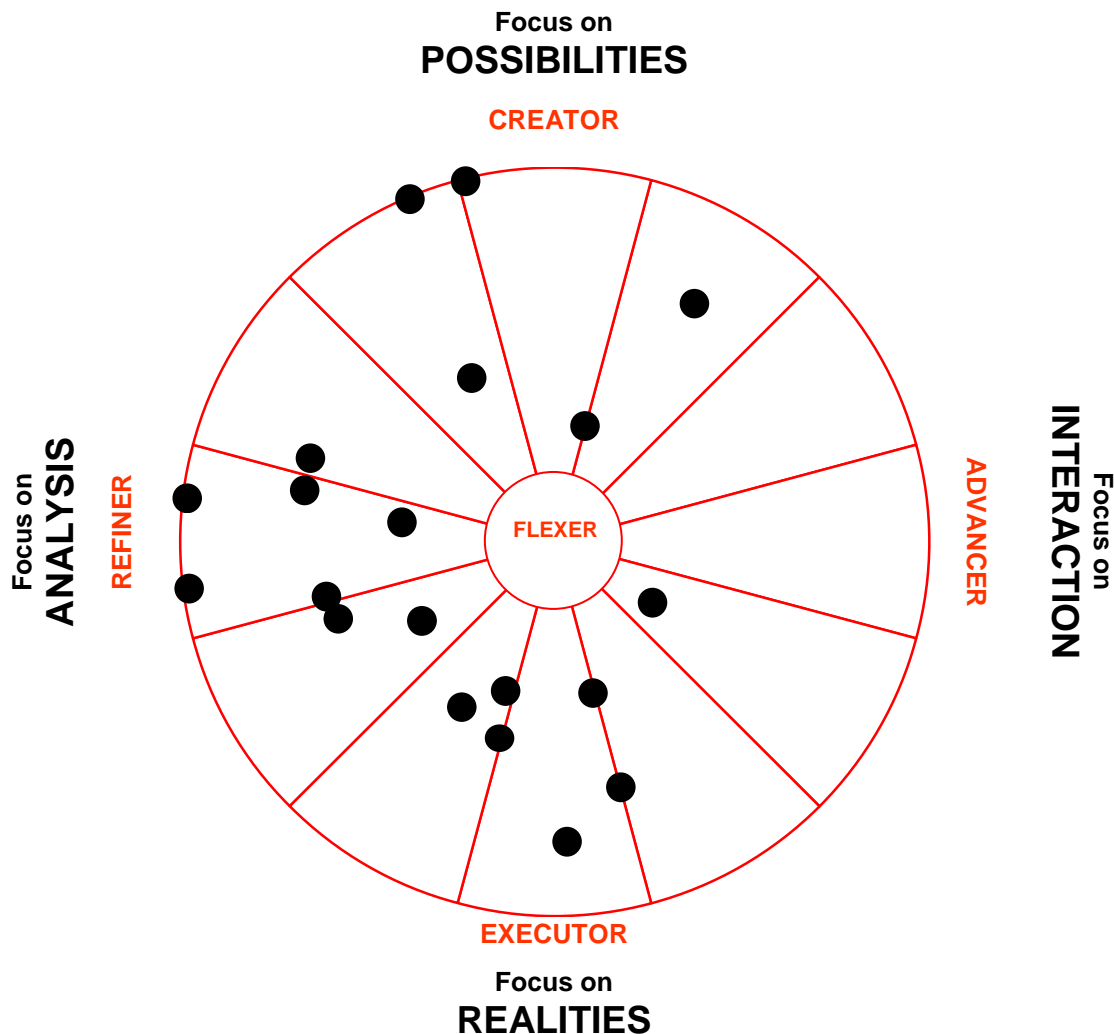 Focus on
POSSIBILITIES
CREATOR
Focus on
ANALYSIS
REFINER
FLEXER
ADVANCER
Focus on
INTERACTION
EXECUTOR
Focus on
REALITIES